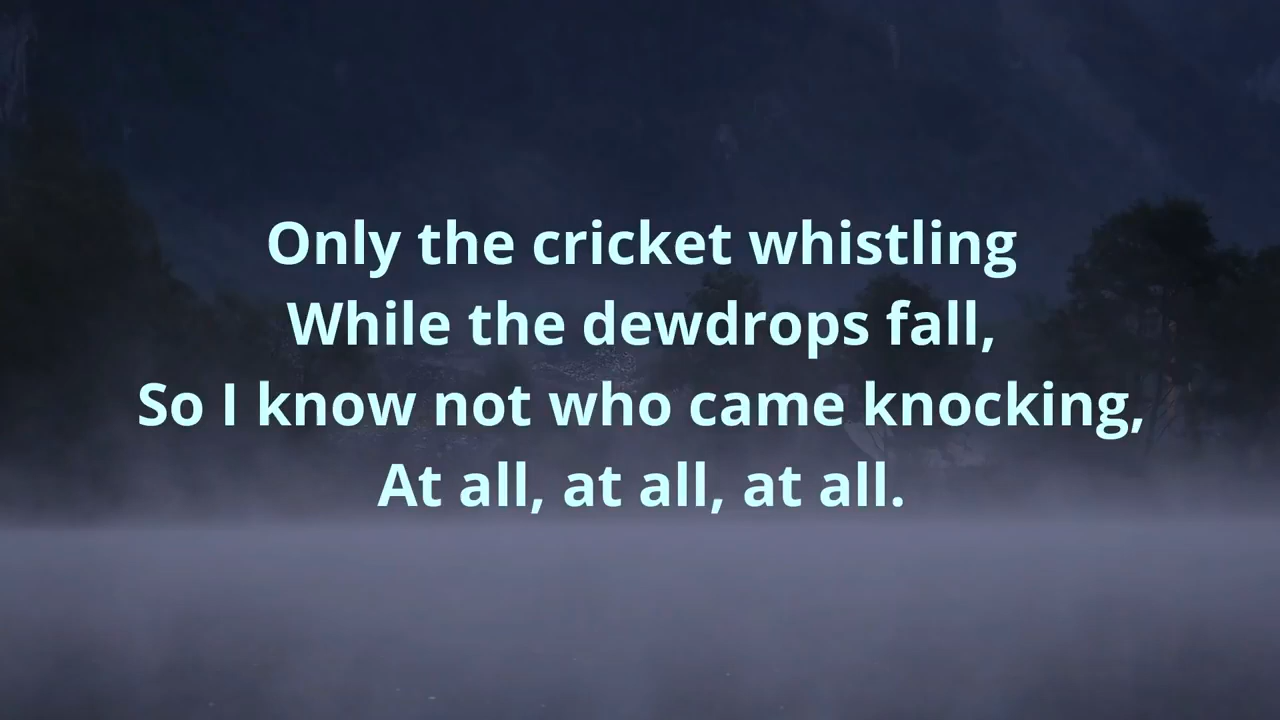 Only the cricket whistling
While the dewdrops fall,
So I know not who came knocking,
At all, at all, at all.